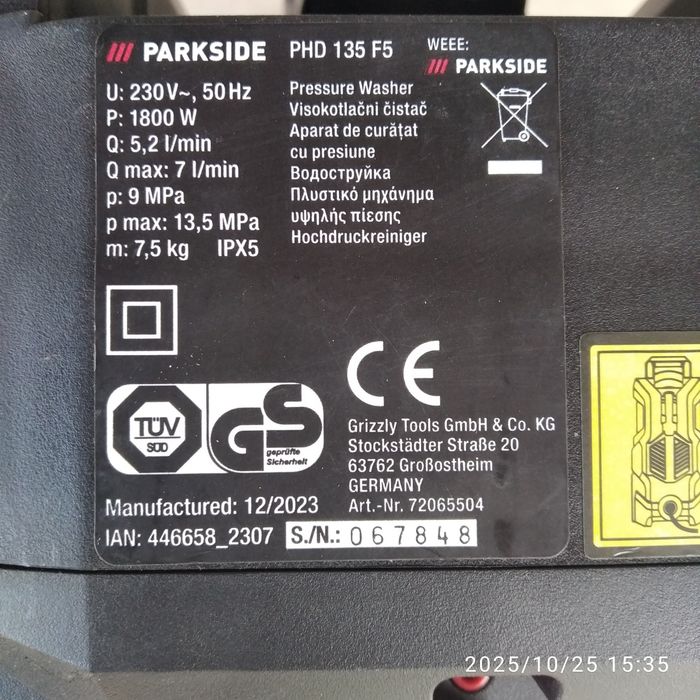 PARKSIDE PHD 135 F5
WEEE:
PARKSIDE
U: 230V~, 50Hz
P: 1800 W
Q: 5,2 l/min
Q max: 7 l/min
p: 9 MPa
p max: 13,5 MPa
m: 7,5 kg IPX5
Pressure Washer
Visokotlačni čistač
Aparat de curățat
cu presiune
Водоструйка
Πλυστικό μηχάνημα
υψηλής πίεσης
Hochdruckreiniger
TÜV
SÜD
GS
geprüfte
Sicherheit
CE
Grizzly Tools GmbH & Co. KG
Stockstädter Straße 20
63762 Großostheim
GERMANY
Art.-Nr. 72065504
Manufactured: 12/2023
IAN: 446658_2307 S./N.: 067848
2025/10/25 15:35